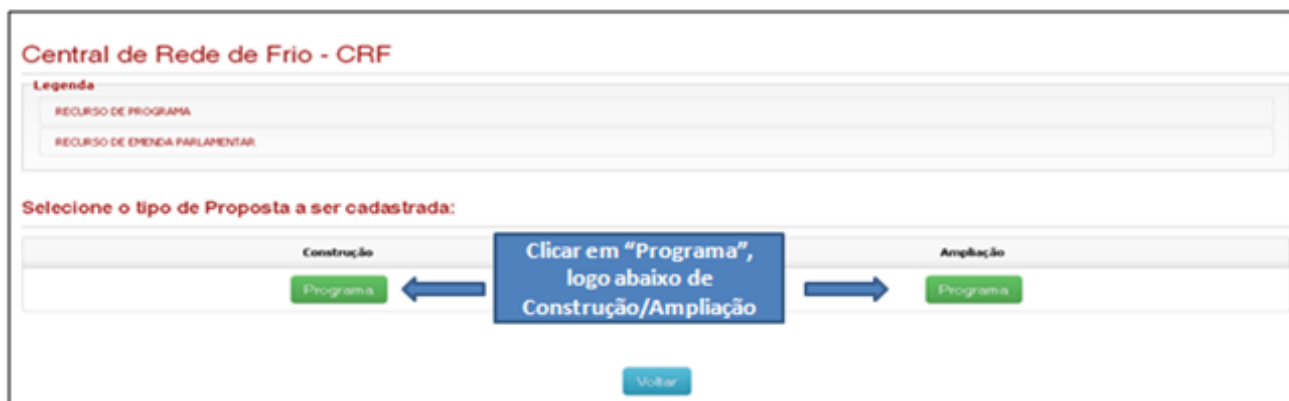 Central de Rede de Frio - CRF
Legenda
RECURSO DE PROGRAMA
RECURSO DE EMENDA PARLAMENTAR
Selecione o tipo de Proposta a ser cadastrada:
Construção
Ampliação
Clicar em “Programa”,
logo abaixo de
Construção/Ampliação
Programa
Programa
Voltar